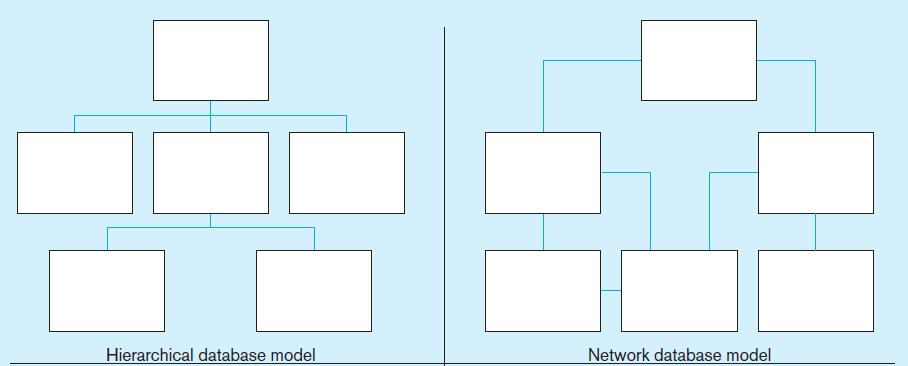 Hierarchical database model
Network database model